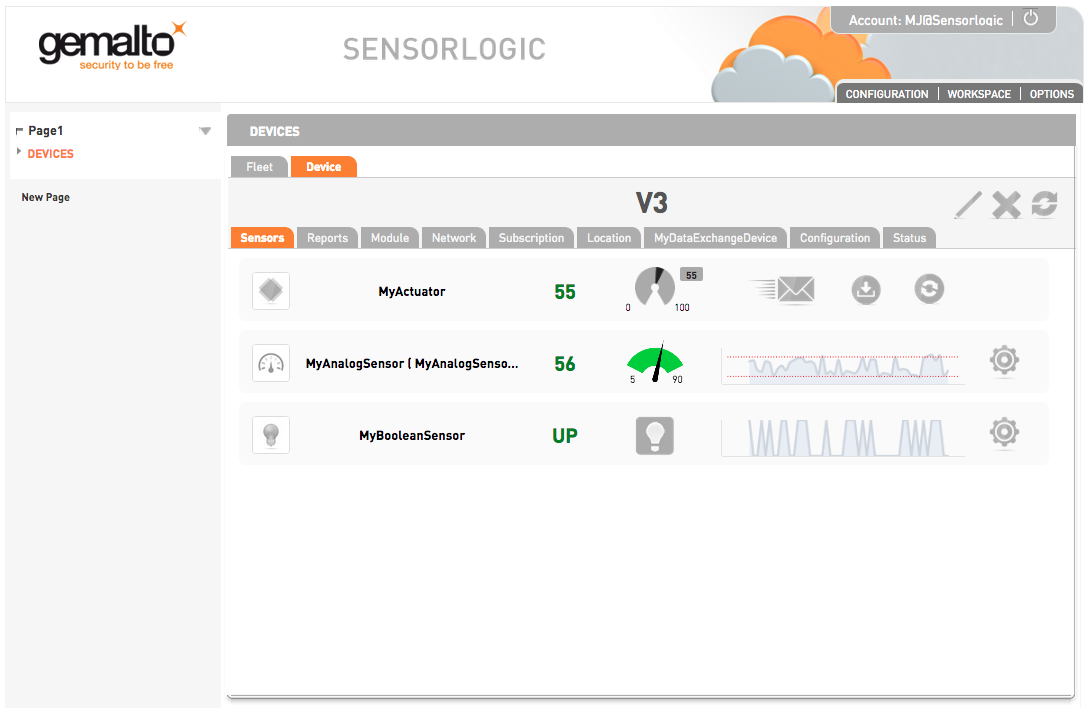 gemalto
security to be free
SENSORLOGIC
Account: MJ@Sensorlogic
CONFIGURATION WORKSPACE OPTIONS
Page1
DEVICES
New Page
DEVICES
Fleet Device
V3
Sensors Reports Module Network Subscription Location MyDataExchangeDevice Configuration Status
MyActuator 55 55
0 100
MyAnalogSensor ( MyAnalogSenso... 56
5 90
MyBooleanSensor UP